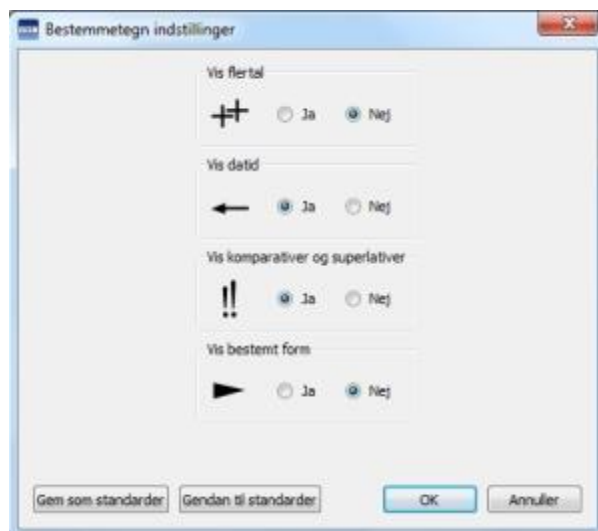 Bestemmetegn indstillinger
Vis flertal
Ja Nej
Vis datid
Ja Nej
Vis komparativer og superlativer
Ja Nej
Vis bestemt form
Ja Nej
Gem som standarder Gendan til standarder OK Annuller